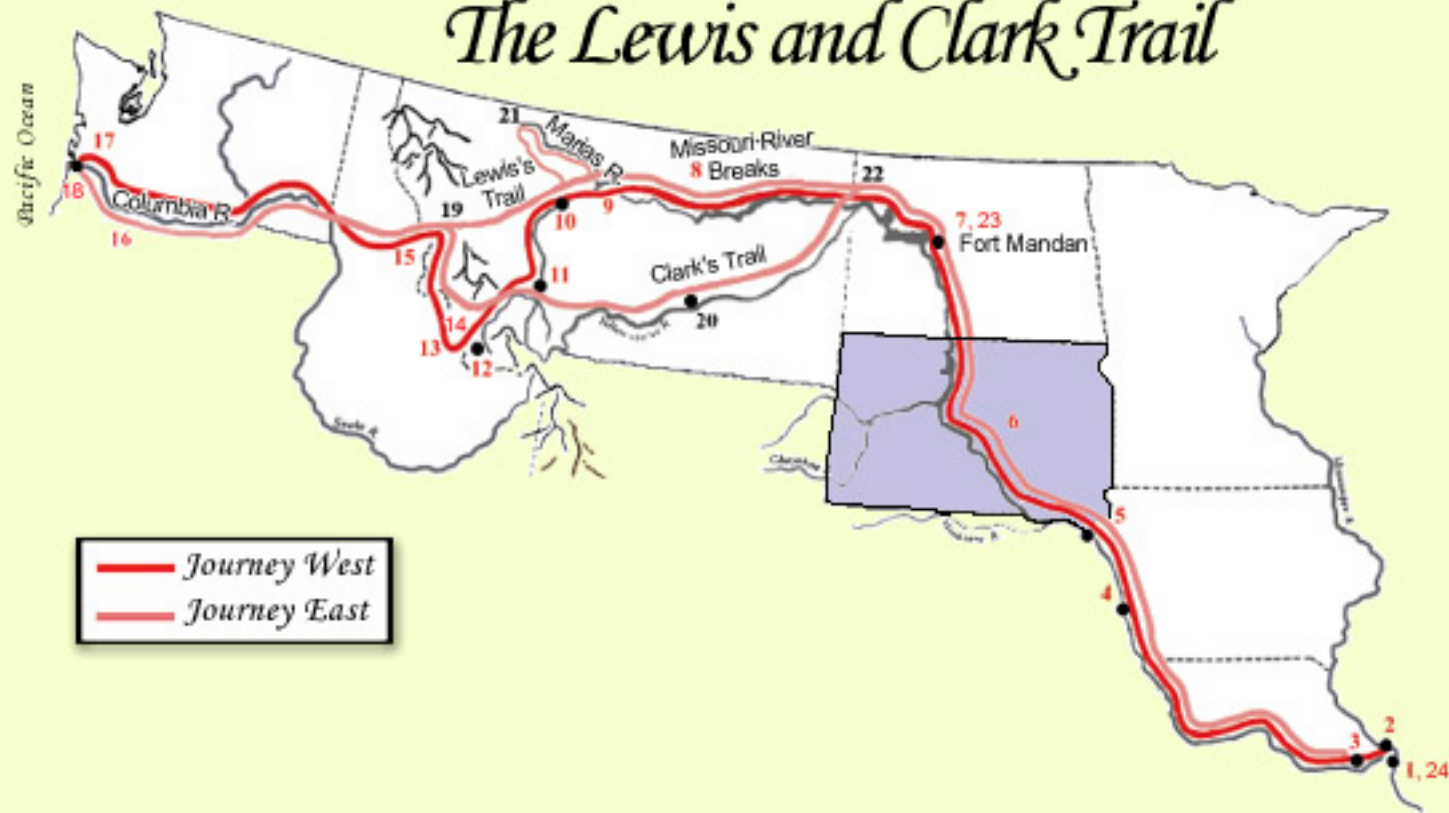 The Lewis and Clark Trail
Pacific Ocean
17
18
Columbia R
16
21
Marias R.
Lewis's
Trail
19
Missouri-River
8 Breaks
22
10
9
7, 23
Fort Mandan
15
11
Clark's Trail
20
14
13
12
Snake R
6
5
4
Journey West
Journey East
3
2
1, 24